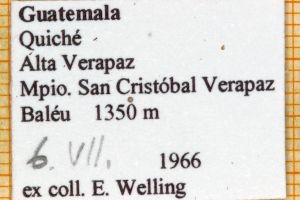 Guatemala
Quiché
Alta Verapaz
Mpio. San Cristóbal Verapaz
Baléu 1350 m
6. VII. 1966
ex coll. E. Welling